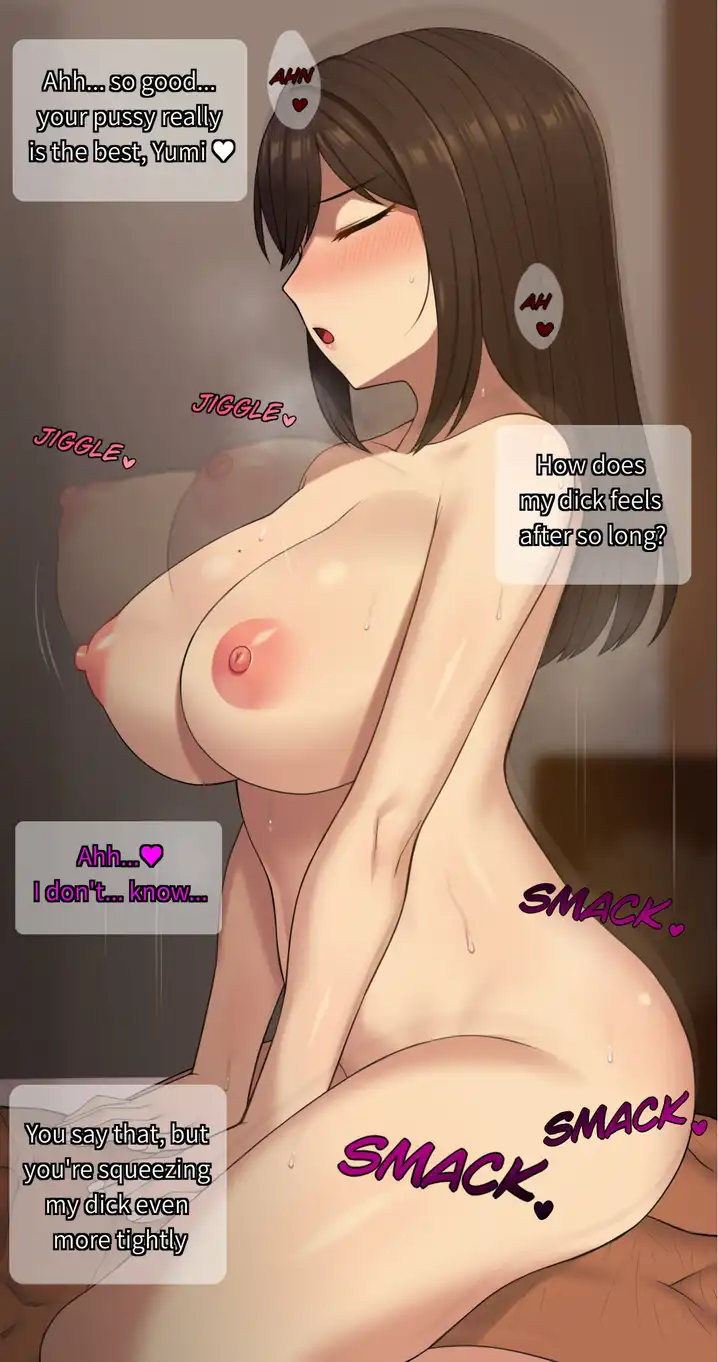 Ahh... so good...
your pussy really
is the best, Yumi ♥
AHN
♥
AH
♥
JIGGLE♥
JIGGLE♥
How does
my dick feels
after so long?
Ahh...♥
I don't... know...
SMACK♥
SMACK♥
SMACK♥
You say that, but
you're squeezing
my dick even
more tightly